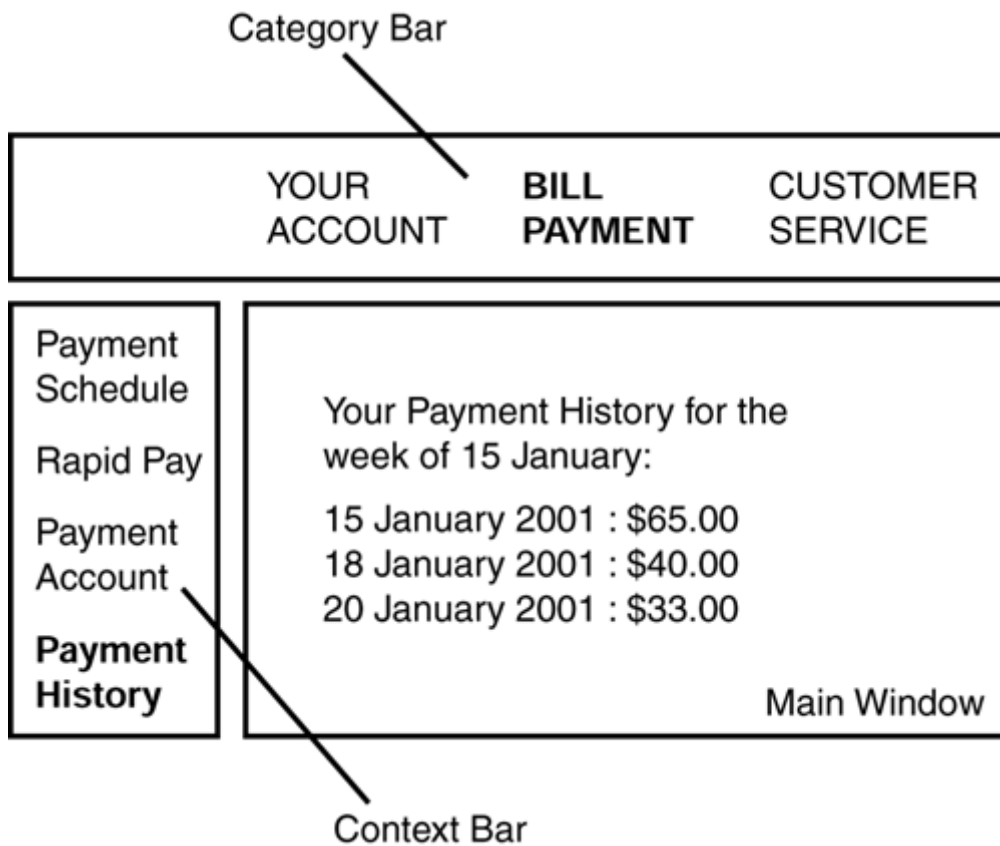 Category Bar
YOUR
ACCOUNT
BILL
PAYMENT
CUSTOMER
SERVICE
Payment
Schedule
Rapid Pay
Payment
Account
Payment
History
Your Payment History for the
week of 15 January:
15 January 2001 : $65.00
18 January 2001 : $40.00
20 January 2001 : $33.00
Main Window
Context Bar